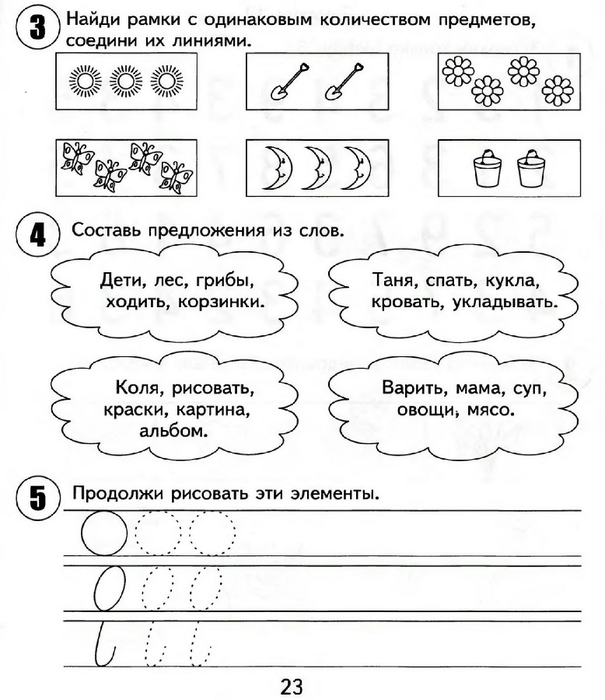 3 Найди рамки с одинаковым количеством предметов,
соедини их линиями.
4 Составь предложения из слов.
Дети, лес, грибы,
ходить, корзинки.
Таня, спать, кукла,
кровать, укладывать.
Коля, рисовать,
краски, картина,
альбом.
Варить, мама, суп,
овощи, мясо.
5 Продолжи рисовать эти элементы.
23